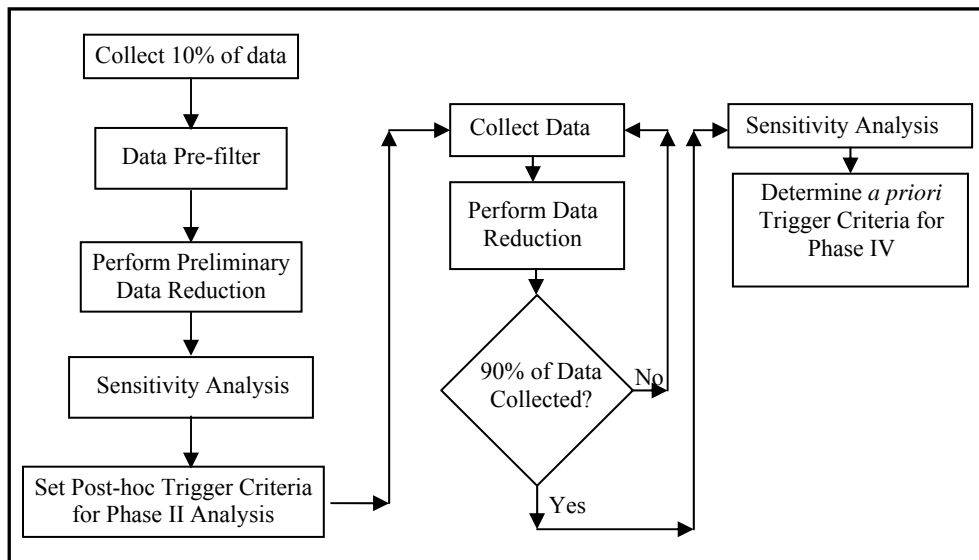 Collect 10% of data
Data Pre-filter
Perform Preliminary
Data Reduction
Sensitivity Analysis
Set Post-hoc Trigger Criteria
for Phase II Analysis
Collect Data
Perform Data
Reduction
90% of Data
Collected?
No
Yes
Sensitivity Analysis
Determine a priori
Trigger Criteria for
Phase IV